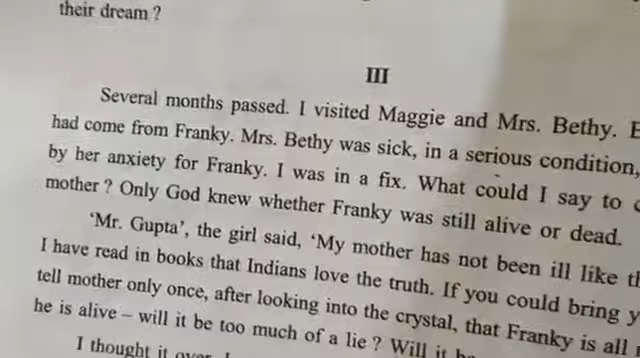 their dream ?
III
Several months passed. I visited Maggie and Mrs. Bethy.
had come from Franky. Mrs. Bethy was sick, in a serious condition,
by her anxiety for Franky. I was in a fix. What could I say to
mother ? Only God knew whether Franky was still alive or dead.
‘Mr. Gupta’, the girl said, ‘My mother has not been ill like
I have read in books that Indians love the truth. If you could bring
tell mother only once, after looking into the crystal, that Franky is all
he is alive – will it be too much of a lie ? Will it
I thought it over